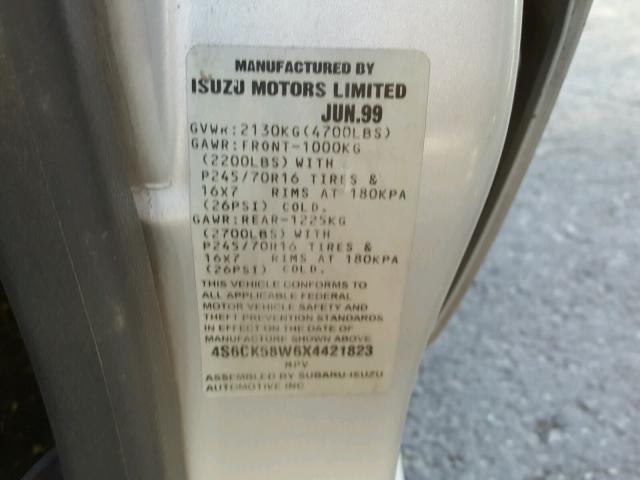 MANUFACTURED BY
ISUZU MOTORS LIMITED
JUN.99
GVWR:2130KG(4700LBS)
GAWR:FRONT-1000KG
(2200LBS) WITH
P245/70R16 TIRES &
16X7 RIMS AT 180KPA
(26PSI) COLD.
GAWR:REAR-1225KG
(2700LBS) WITH
P245/70R16 TIRES &
16X7 RIMS AT 180KPA
(26PSI) COLD.
THIS VEHICLE CONFORMS TO
ALL APPLICABLE FEDERAL
MOTOR VEHICLE SAFETY AND
THEFT PREVENTION STANDARDS
IN EFFECT ON THE DATE OF
MANUFACTURE SHOWN ABOVE
4S6CK58W6X4421823
MPV
ASSEMBLED BY SUBARU-ISUZU
AUTOMOTIVE INC.